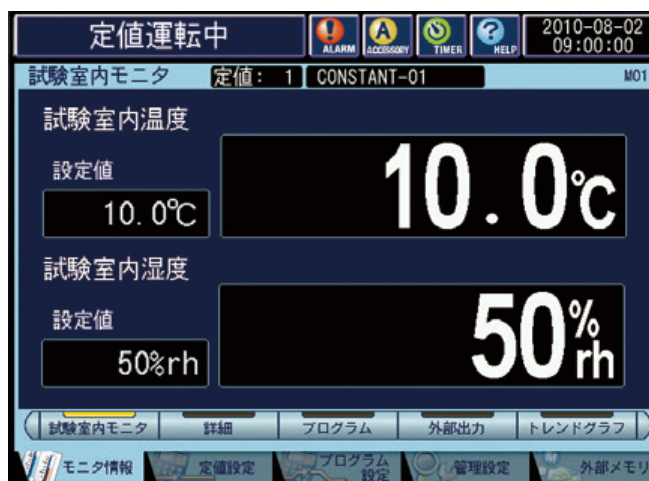 定値運転中
ALARM
ACCESSORY
TIMER
HELP
2010-08-02
09:00:00
試験室内モニタ 定値: 1 CONSTANT-01 MO1
試験室内温度
設定値
10.0℃
10.0℃
試験室内湿度
設定値
50%rh
50%rh
試験室内モニタ 詳細 プログラム 外部出力 トレンドグラフ
モニタ情報 定値設定 プログラム設定 管理設定 外部メモリ